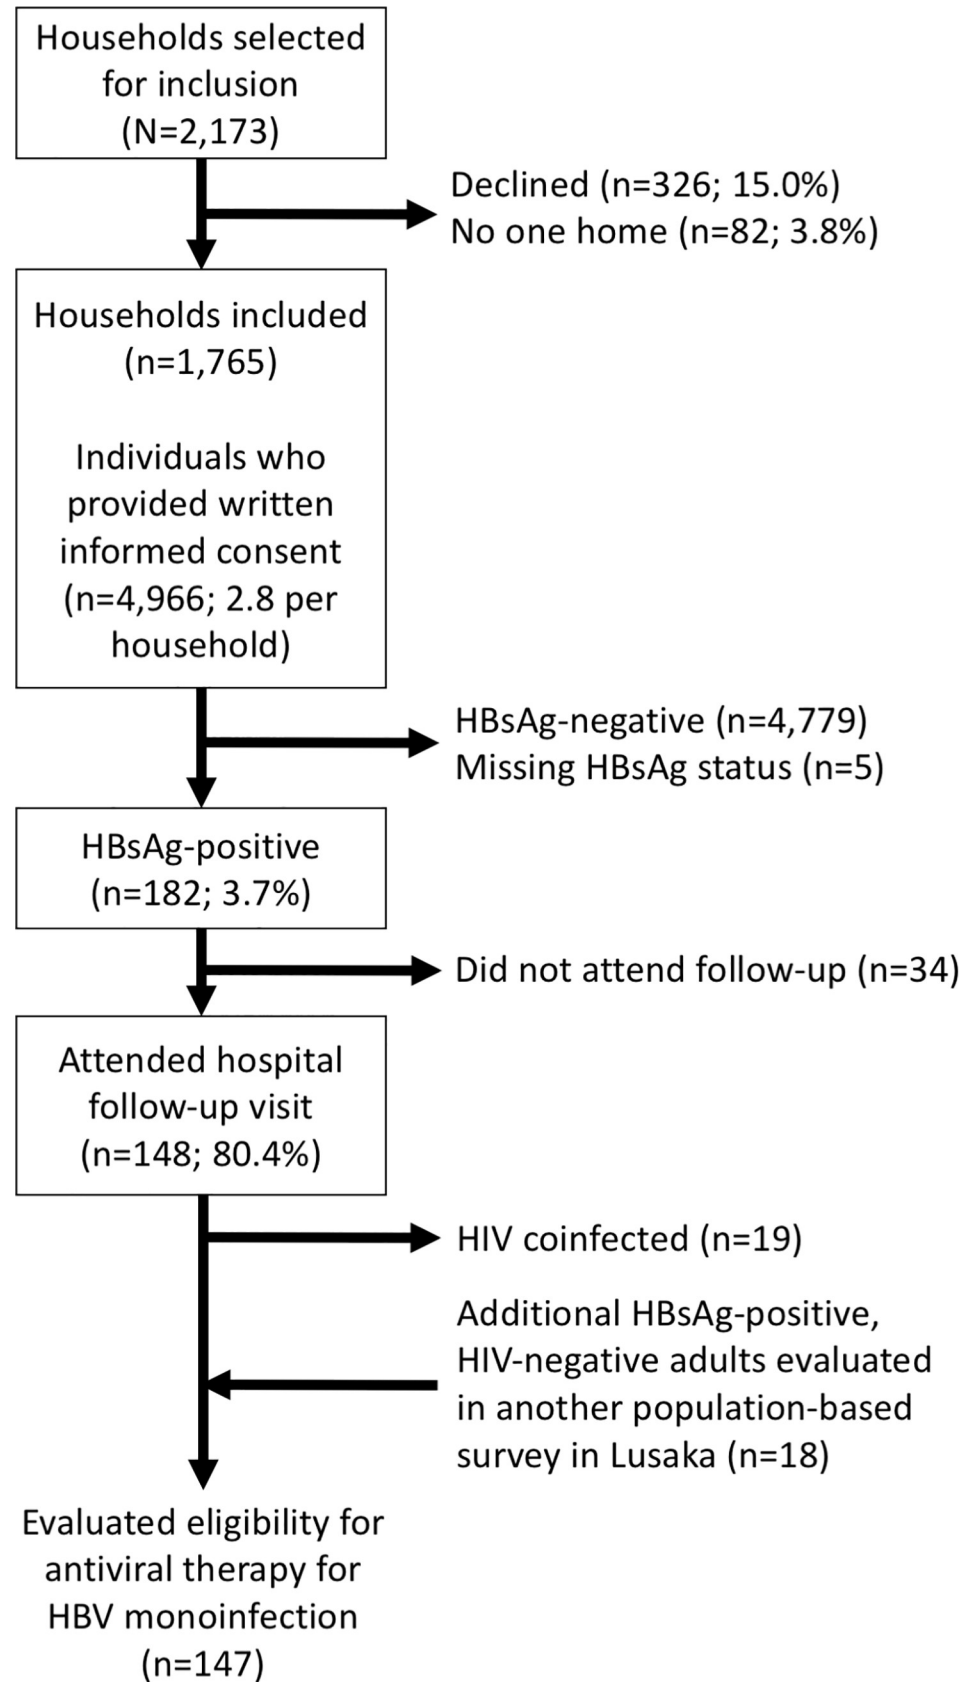 Households selected
for inclusion
(N=2,173)
Declined (n=326; 15.0%)
No one home (n=82; 3.8%)
Households included
(n=1,765)
Individuals who
provided written
informed consent
(n=4,966; 2.8 per
household)
HBsAg-negative (n=4,779)
Missing HBsAg status (n=5)
HBsAg-positive
(n=182; 3.7%)
Did not attend follow-up (n=34)
Attended hospital
follow-up visit
(n=148; 80.4%)
HIV coinfected (n=19)
Additional HBsAg-positive,
HIV-negative adults evaluated
in another population-based
survey in Lusaka (n=18)
Evaluated eligibility for
antiviral therapy for
HBV monoinfection
(n=147)